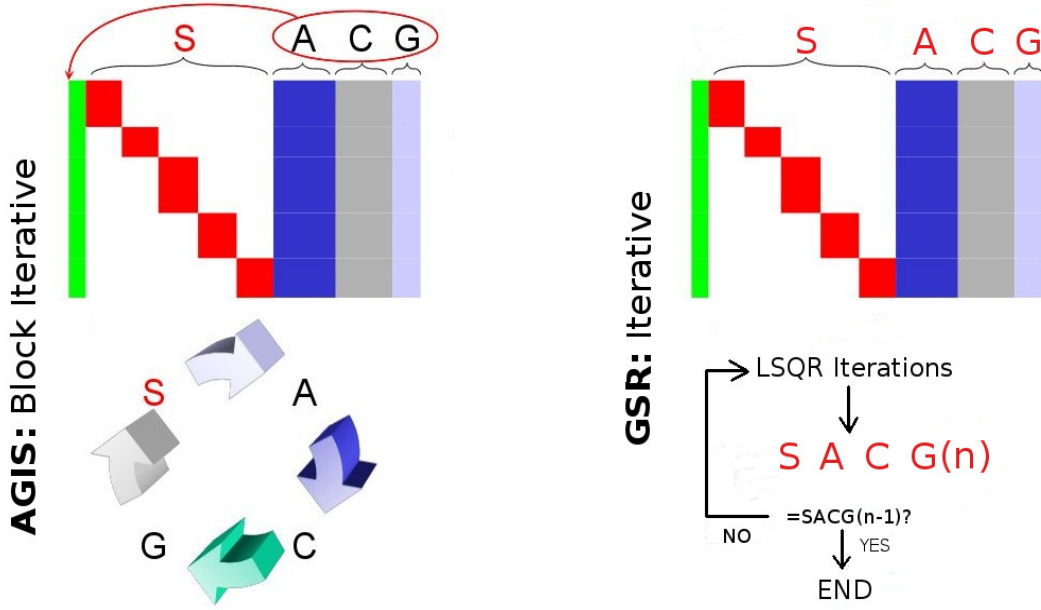 S A C G
AGIS: Block Iterative
S A
G C
S A C G
GSR: Iterative
LSQR Iterations
S A C G(n)
=SACG(n-1)?
NO
YES
END